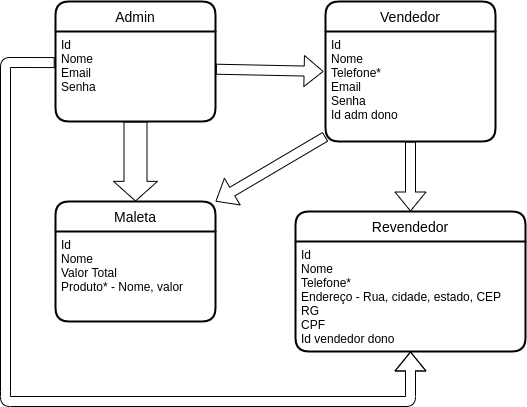 Admin
Id
Nome
Email
Senha
Vendedor
Id
Nome
Telefone*
Email
Senha
Id adm dono
Maleta
Id
Nome
Valor Total
Produto* - Nome, valor
Revendedor
Id
Nome
Telefone*
Endereço - Rua, cidade, estado, CEP
RG
CPF
Id vendedor dono